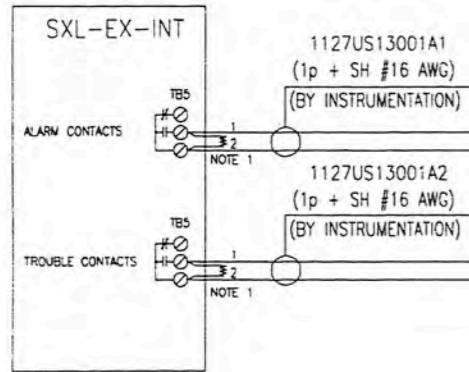 SXL-EX-INT
1127US13001A1
(1p + SH #16 AWG)
(BY INSTRUMENTATION)
TB5
ALARM CONTACTS
1
2
NOTE 1
1127US13001A2
(1p + SH #16 AWG)
(BY INSTRUMENTATION)
TB5
TROUBLE CONTACTS
1
2
NOTE 1